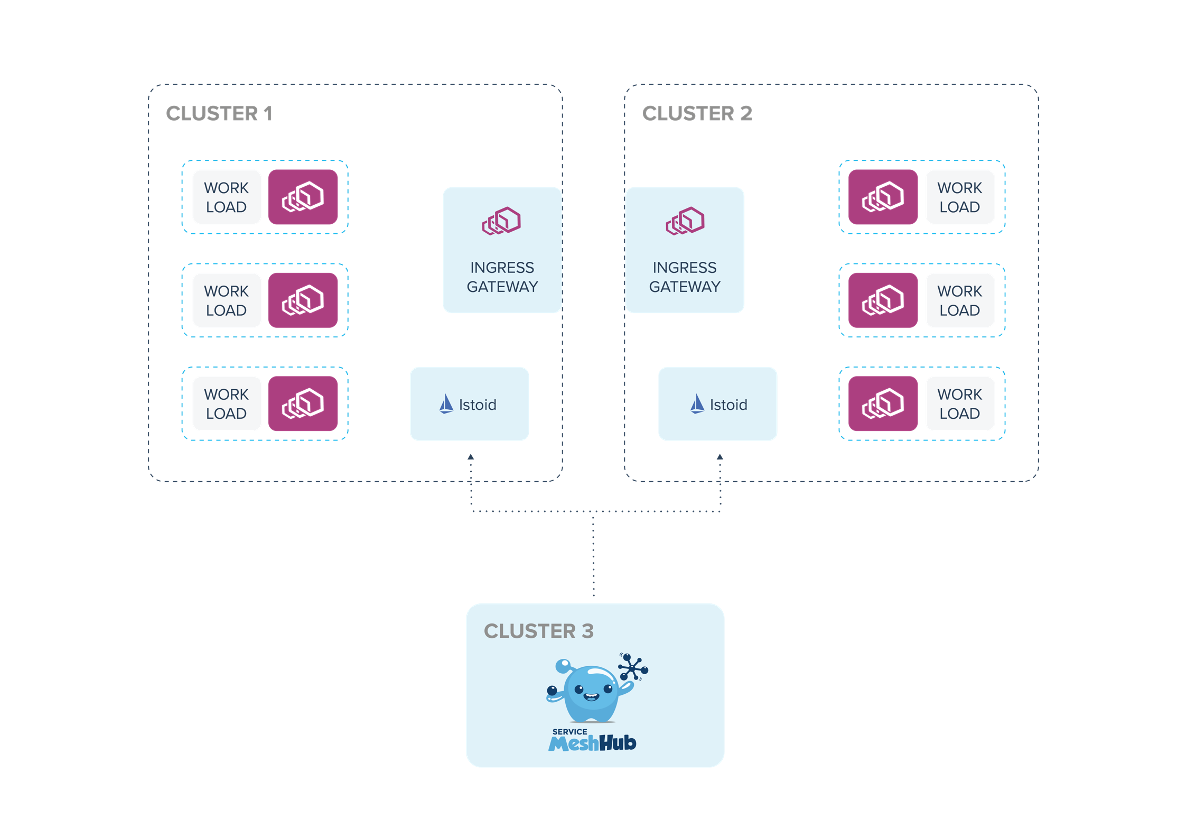 CLUSTER 1
WORK
LOAD
WORK
LOAD
WORK
LOAD
INGRESS
GATEWAY
Istoid
CLUSTER 2
INGRESS
GATEWAY
Istoid
WORK
LOAD
WORK
LOAD
WORK
LOAD
CLUSTER 3
SERVICE
MeshHub